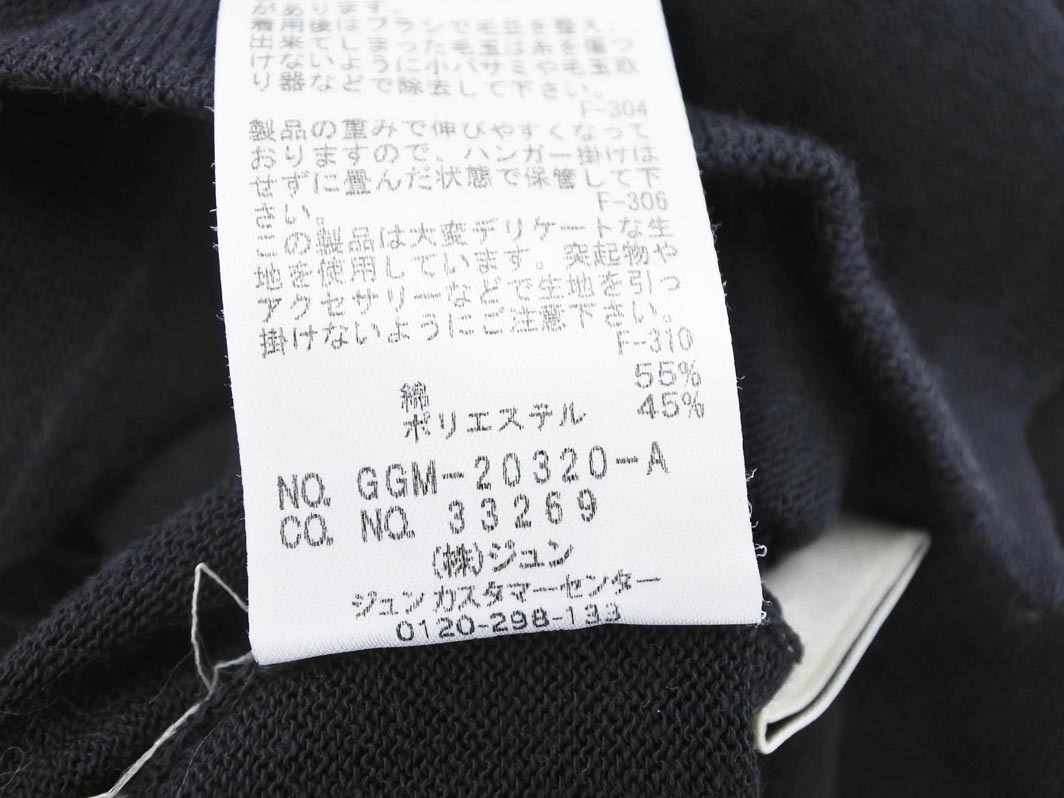 があります。
着用後はブラシで毛並を整え、
出来てしまった毛玉は糸を傷つ
けないように小バサミや毛玉取
り器などで除去して下さい。
F-304
製品の重みで伸びやすくなって
おりますので、ハンガー掛けは
せずに畳んだ状態で保管して下
さい。
F-306
この製品は大変デリケートな生
地を使用しています。突起物や
アクセサリーなどで生地を引っ
掛けないようにご注意下さい。
F-310
綿 55%
ポリエステル 45%
NO. GGM-20320-A
CO. NO. 33269
(株)ジュン
ジュンカスタマーセンター
0120-298-133